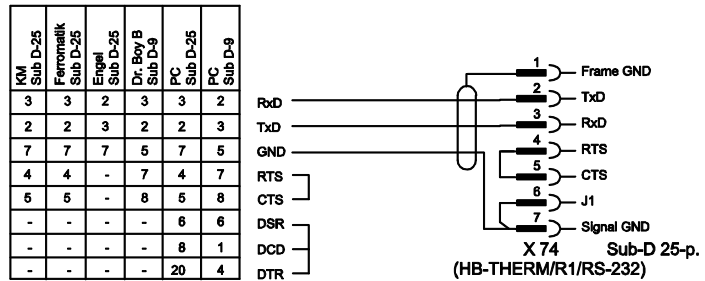 KM Sub D-25 Ferromatik Sub D-25 Engel Sub D-25 Dr. Boy B Sub D-9 PC Sub D-25 PC Sub D-9
3 3 2 3 3 2 RxD
2 2 3 2 2 3 TxD
7 7 7 5 7 5 GND
4 4 - 7 4 7 RTS
5 5 - 8 5 8 CTS
- - - - 6 6 DSR
- - - - 8 1 DCD
- - - - 20 4 DTR
1 Frame GND
2 TxD
3 RxD
4 RTS
5 CTS
6 J1
7 Signal GND
X 74 Sub-D 25-p.
(HB-THERM/R1/RS-232)